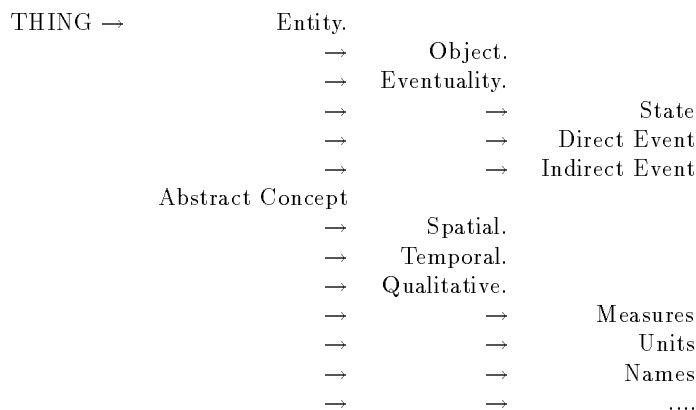 THING → Entity.
→ Object.
→ Eventuality.
→ → State
→ → Direct Event
→ → Indirect Event
Abstract Concept
→ Spatial.
→ Temporal.
→ Qualitative.
→ → Measures
→ → Units
→ → Names
→ → ....